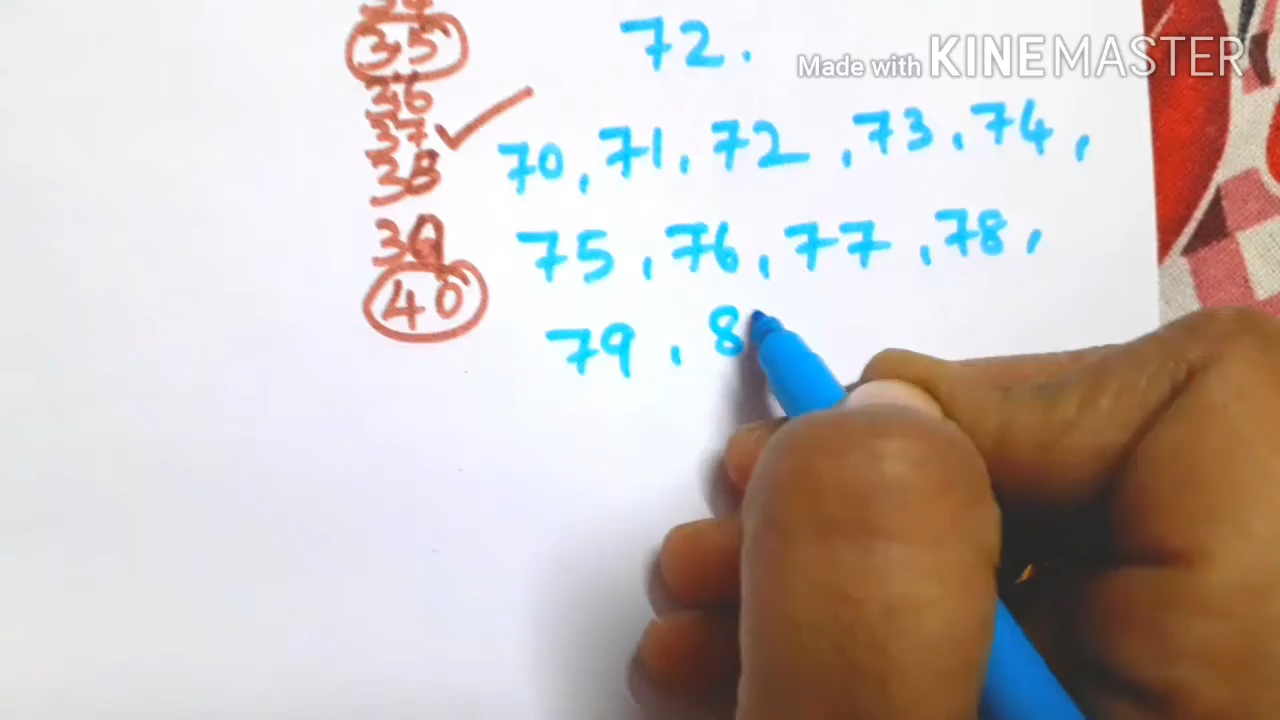 35
36
37
38
39
40
72.
70, 71, 72, 73, 74,
75, 76, 77, 78,
79, 8
Made with KINEMASTER